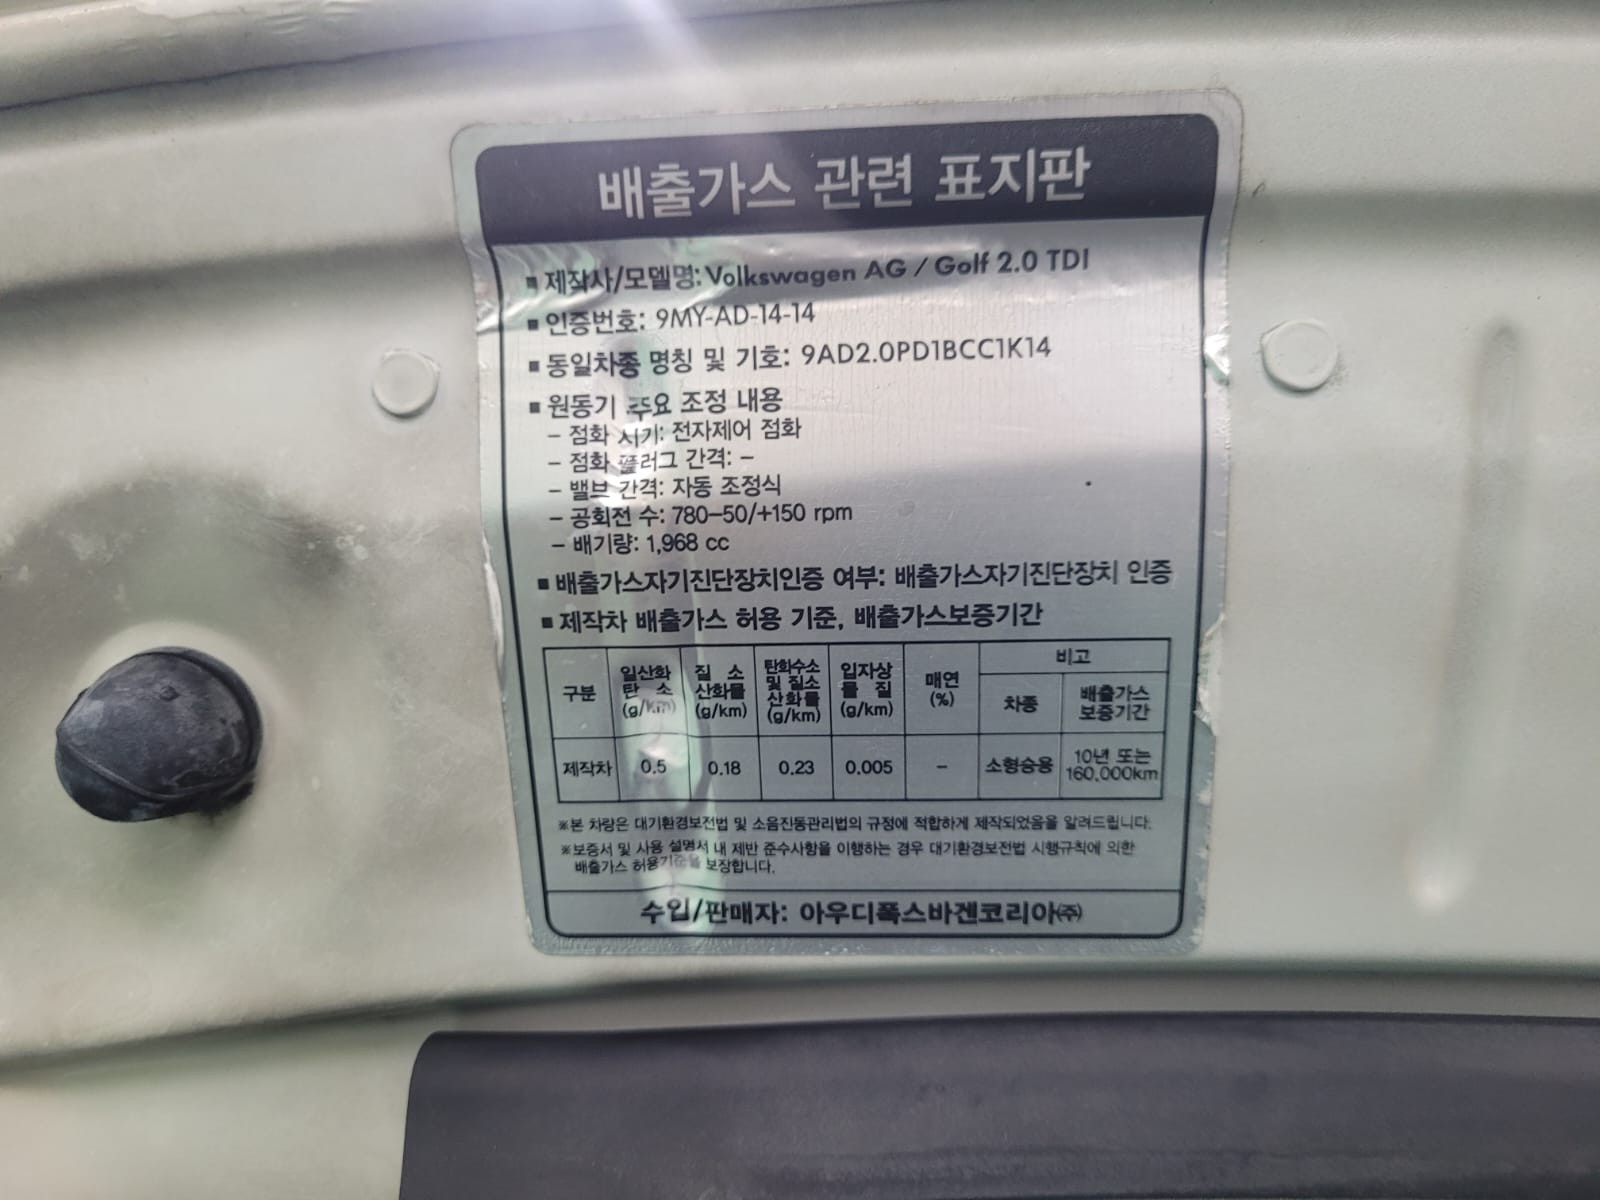 배출가스 관련 표지판
■ 제작사/모델명: Volkswagen AG / Golf 2.0 TDI
■ 인증번호: 9MY-AD-14-14
■ 동일차종 명칭 및 기호: 9AD2.0PD1BCC1K14
■ 원동기 주요 조정 내용
– 점화 시기: 전자제어 점화
– 점화 플러그 간격: –
– 밸브 간격: 자동 조정식
– 공회전 수: 780–50/+150 rpm
– 배기량: 1,968 cc
■ 배출가스자기진단장치인증 여부: 배출가스자기진단장치 인증
■ 제작차 배출가스 허용 기준, 배출가스보증기간
구분 일산화 탄 소 (g/km) 질 소 산화물 (g/km) 탄화수소 및 질소 산화물 (g/km) 입자상 물 질 (g/km) 매연 (%) 비고
차종 배출가스 보증기간
제작차 0.5 0.18 0.23 0.005 – 소형승용 10년 또는 160,000km
※본 차량은 대기환경보전법 및 소음진동관리법의 규정에 적합하게 제작되었음을 알려드립니다.
※보증서 및 사용 설명서 내 제반 준수사항을 이행하는 경우 대기환경보전법 시행규칙에 의한
배출가스 허용기준을 보장합니다.
수입/판매자: 아우디폭스바겐코리아㈜